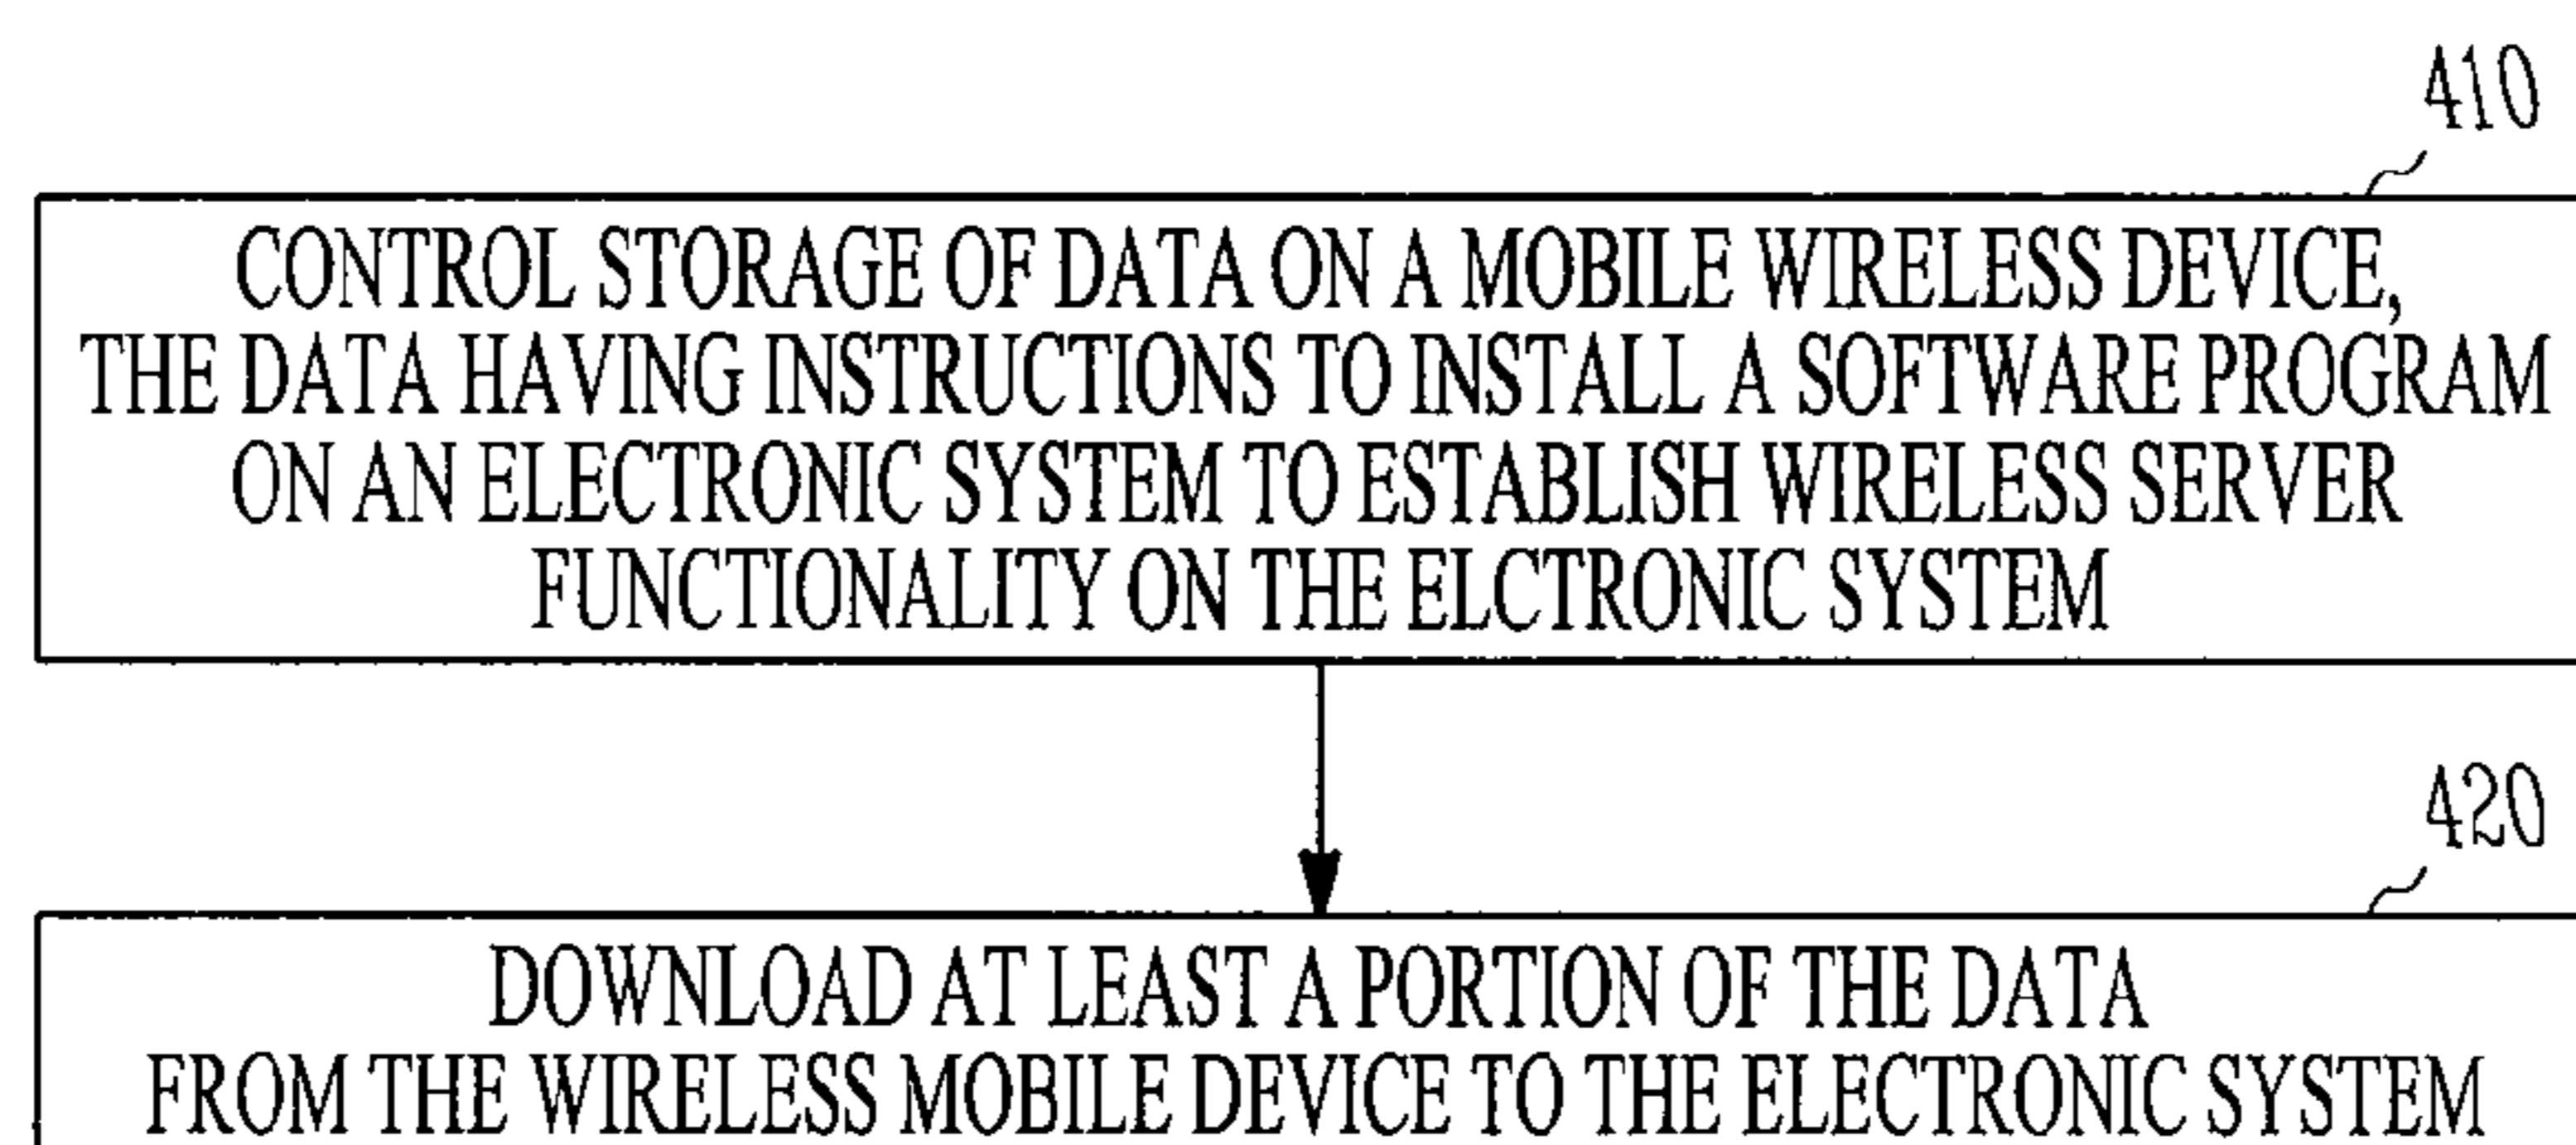 410
CONTROL STORAGE OF DATA ON A MOBILE WIRELESS DEVICE,
THE DATA HAVING INSTRUCTIONS TO INSTALL A SOFTWARE PROGRAM
ON AN ELECTRONIC SYSTEM TO ESTABLISH WIRELESS SERVER
FUNCTIONALITY ON THE ELCTRONIC SYSTEM
420
DOWNLOAD AT LEAST A PORTION OF THE DATA
FROM THE WIRELESS MOBILE DEVICE TO THE ELECTRONIC SYSTEM